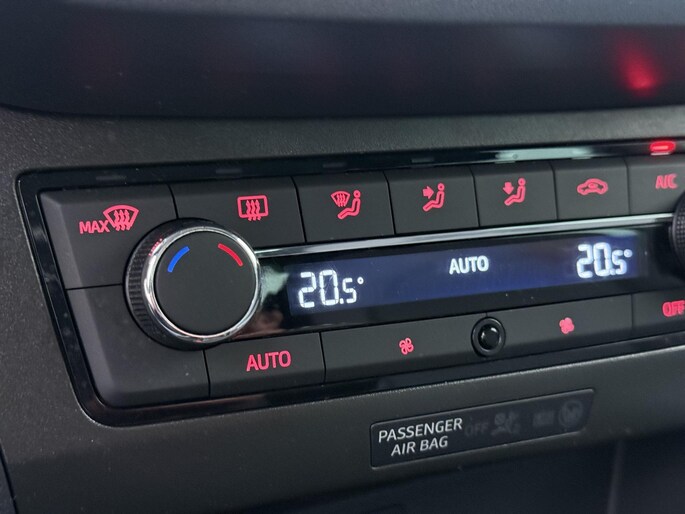 MAX
A/C
20.5°
AUTO
20.5°
AUTO
OFF
PASSENGER OFF
AIR BAG